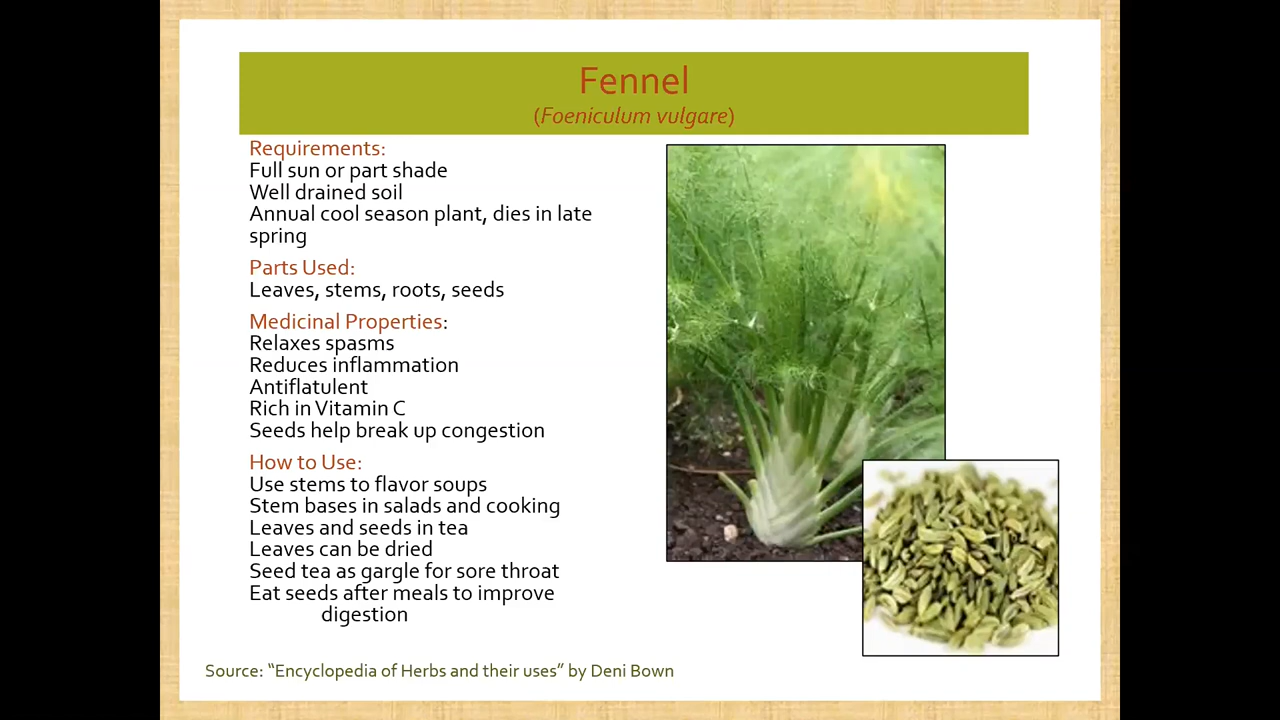 Fennel
(Foeniculum vulgare)
Requirements:
Full sun or part shade
Well drained soil
Annual cool season plant, dies in late
spring
Parts Used:
Leaves, stems, roots, seeds
Medicinal Properties:
Relaxes spasms
Reduces inflammation
Antiflatulent
Rich in Vitamin C
Seeds help break up congestion
How to Use:
Use stems to flavor soups
Stem bases in salads and cooking
Leaves and seeds in tea
Leaves can be dried
Seed tea as gargle for sore throat
Eat seeds after meals to improve
digestion
Source: “Encyclopedia of Herbs and their uses” by Deni Bown